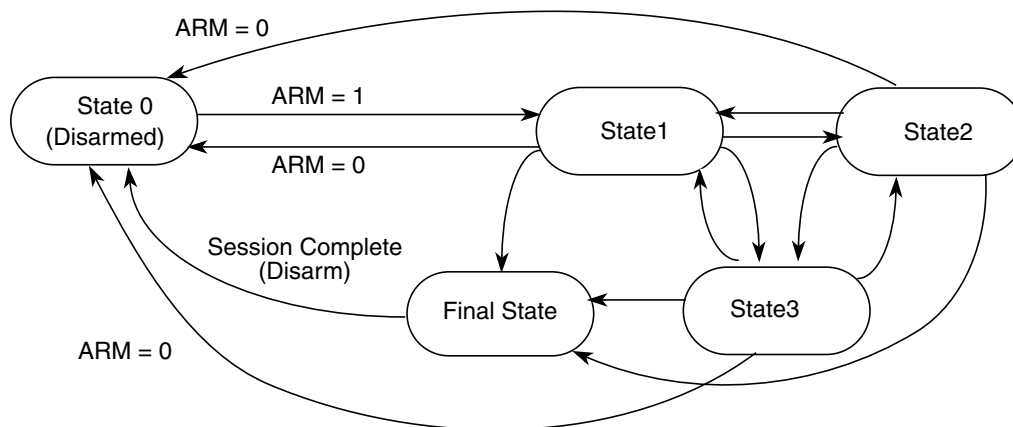 ARM = 0
State 0
(Disarmed)
ARM = 1
State1
State2
ARM = 0
Session Complete
(Disarm)
Final State
State3
ARM = 0